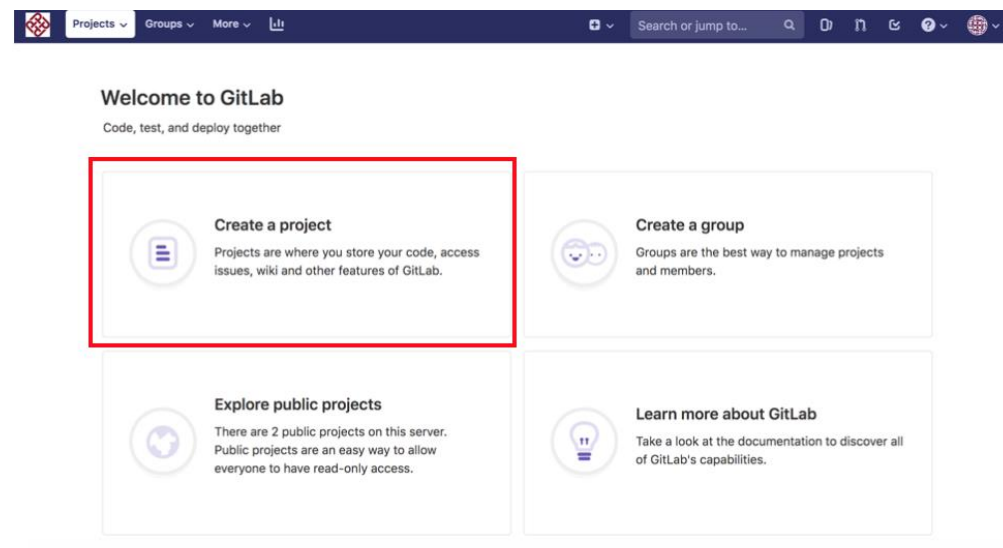 Projects Groups More Search or jump to...
Welcome to GitLab
Code, test, and deploy together
Create a project
Projects are where you store your code, access
issues, wiki and other features of GitLab.
Create a group
Groups are the best way to manage projects
and members.
Explore public projects
There are 2 public projects on this server.
Public projects are an easy way to allow
everyone to have read-only access.
Learn more about GitLab
Take a look at the documentation to discover all
of GitLab's capabilities.